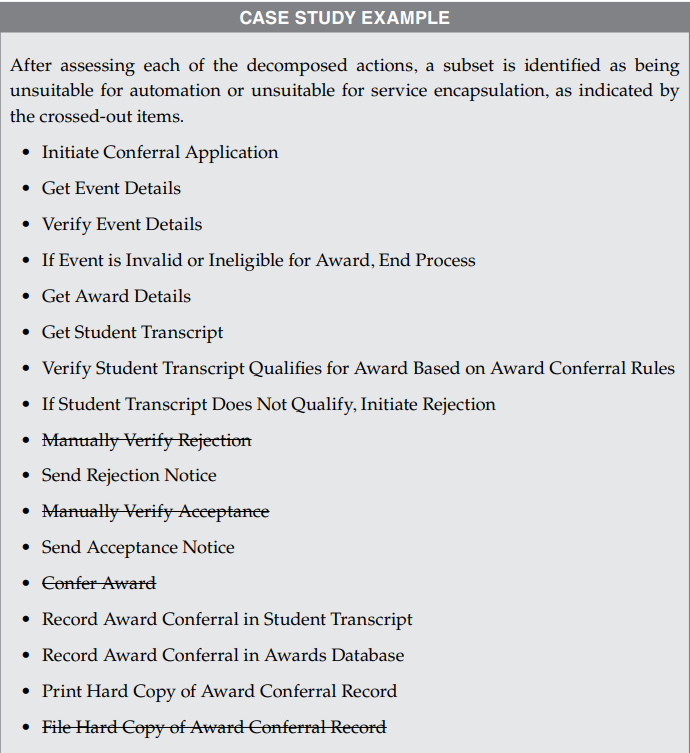 CASE STUDY EXAMPLE
After assessing each of the decomposed actions, a subset is identified as being
unsuitable for automation or unsuitable for service encapsulation, as indicated by
the crossed-out items.
• Initiate Conferral Application
• Get Event Details
• Verify Event Details
• If Event is Invalid or Ineligible for Award, End Process
• Get Award Details
• Get Student Transcript
• Verify Student Transcript Qualifies for Award Based on Award Conferral Rules
• If Student Transcript Does Not Qualify, Initiate Rejection
• Manually Verify Rejection
• Send Rejection Notice
• Manually Verify Acceptance
• Send Acceptance Notice
• Confer Award
• Record Award Conferral in Student Transcript
• Record Award Conferral in Awards Database
• Print Hard Copy of Award Conferral Record
• File Hard Copy of Award Conferral Record